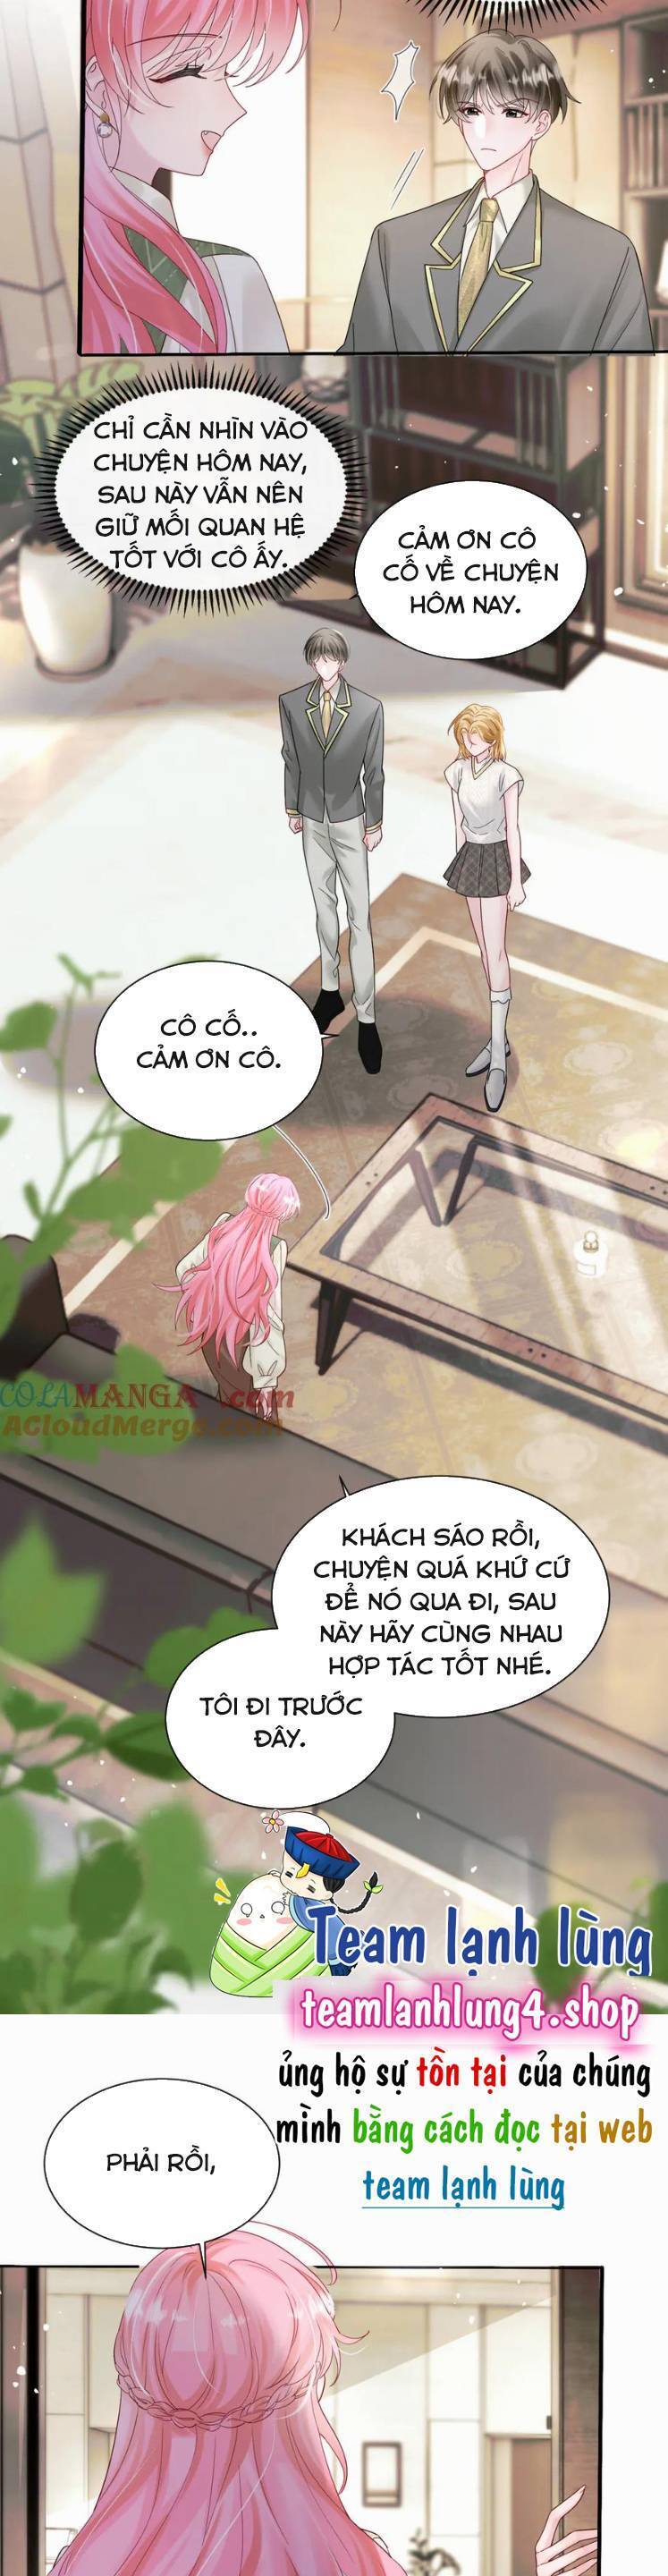 CHỈ CẦN NHÌN VÀO
CHUYỆN HÔM NAY,
SAU NÀY VẪN NÊN
GIỮ MỐI QUAN HỆ
TỐT VỚI CÔ ẤY.
CẢM ƠN CÔ
CỐ VỀ CHUYỆN
HÔM NAY.
CÔ CỐ..
CẢM ƠN CÔ.
COLAMANGA.com
ACloudMerge.com
KHÁCH SÁO RỒI,
CHUYỆN QUÁ KHỨ CỨ
ĐỂ NÓ QUA ĐI, SAU
NÀY HÃY CÙNG NHAU
HỢP TÁC TỐT NHÉ.
TÔI ĐI TRƯỚC
ĐÂY.
Team lạnh lùng
teamlanhlung4.shop
ủng hộ sự tồn tại của chúng
mình bằng cách đọc tại web
team lạnh lùng
PHẢI RỒI,